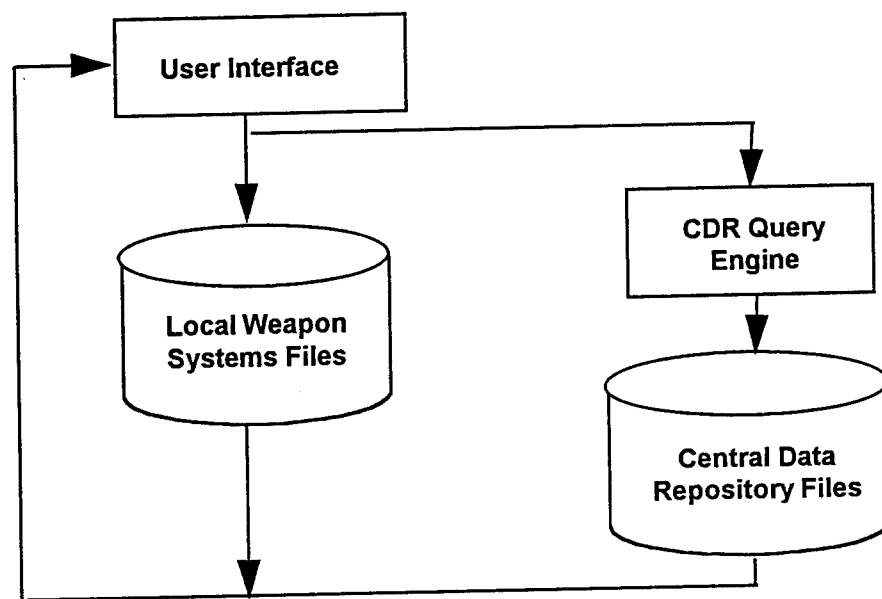 User Interface
CDR Query
Engine
Local Weapon
Systems Files
Central Data
Repository Files